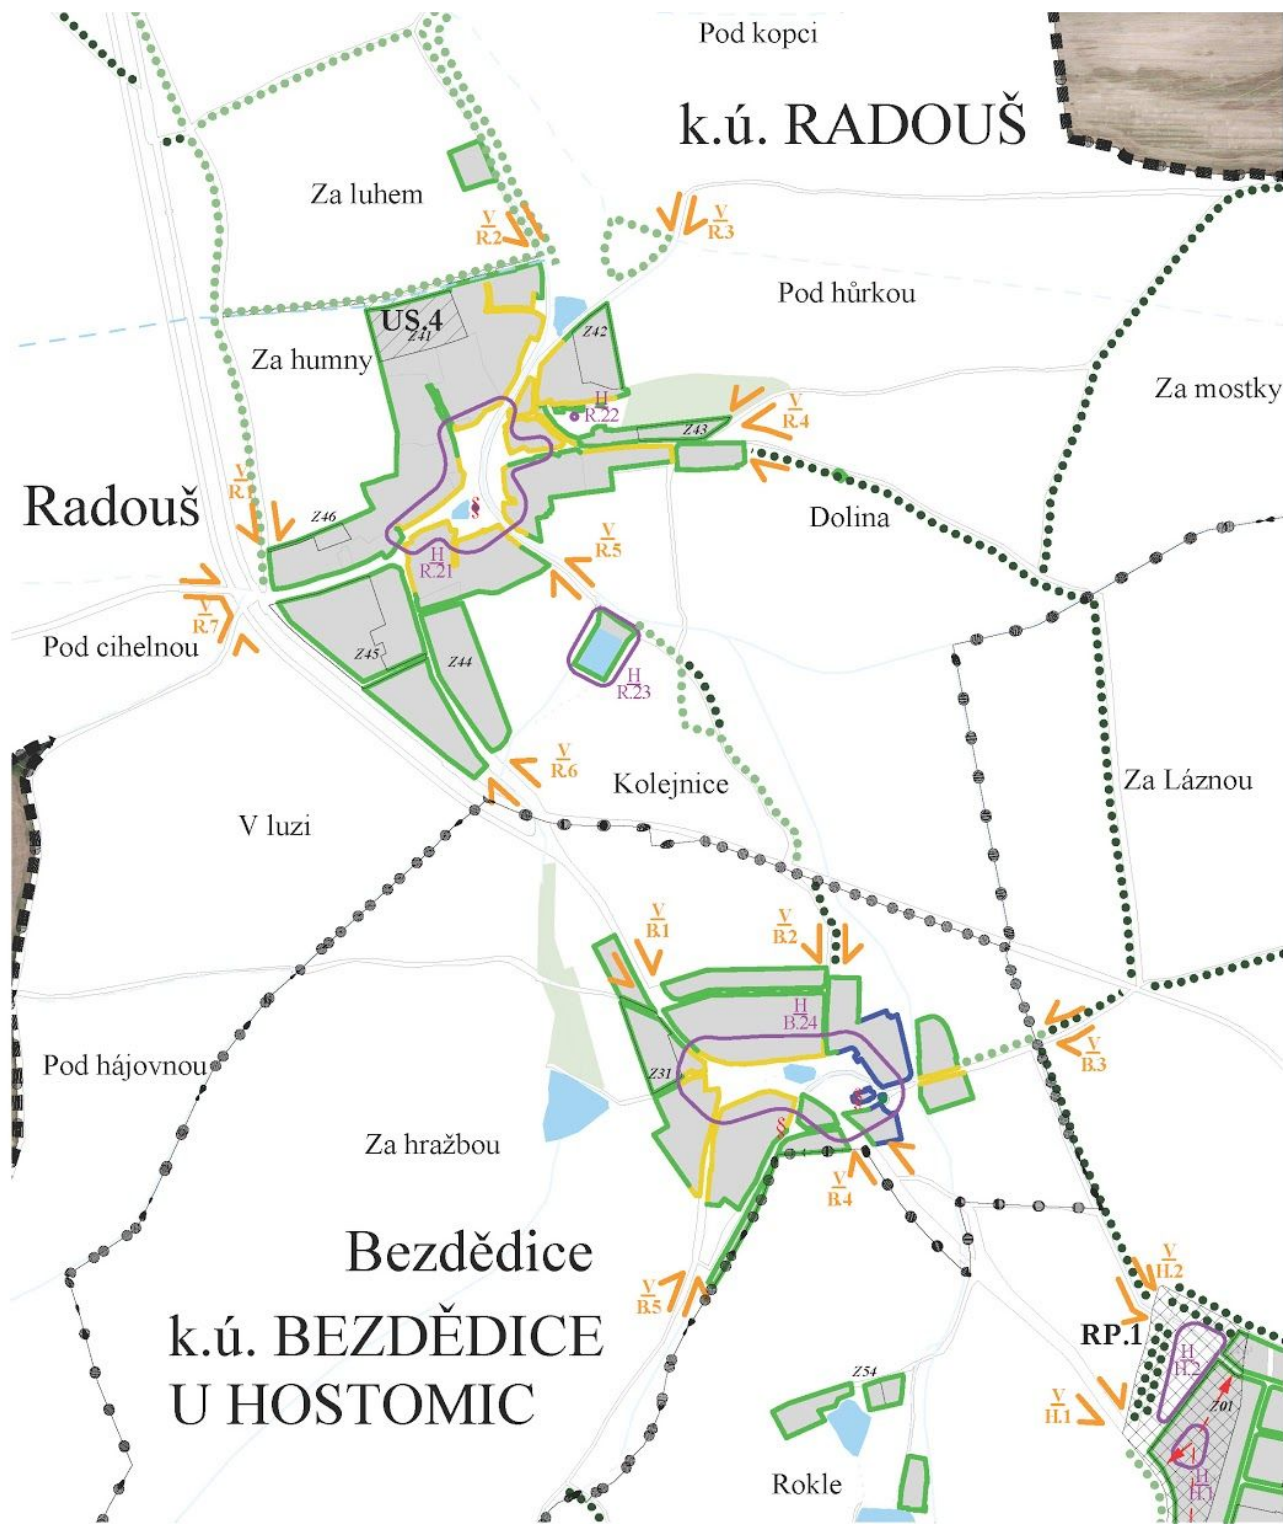 Pod kopci
k.ú. RADOUŠ
Za luhem
V
R.2
V
R.3
Pod hůrkou
US.4
Z41
Z42
Za humny
Za mostky
H
R.22
V
R.4
Z43
V
R.1
Radouš
Z46
§
Dolina
V
R.5
H
R.21
V
R.7
Pod cihelnou
Z45
Z44
H
R.23
V
R.6
Kolejnice
Za Láznou
V luzi
V
B.1
V
B.2
H
B.24
Pod hájovnou
Z31
V
B.3
§
§
Za hražbou
V
B.4
Bezdědice
V
H.2
V
B.5
k.ú. BEZDĚDICE
U HOSTOMIC
RP.1
H
H.2
Z54
V
H.1
Z01
Rokle
H
H.1